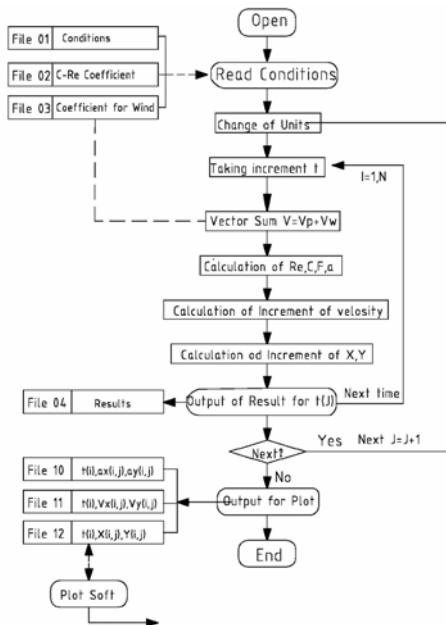 Open
File 01 Conditions
File 02 C-Re Coefficient
Read Conditions
File 03 Coefficient for Wind
Change of Units
Taking increment t
I=1,N
Vector Sum V=Vp+Vw
Calculation of Re,C,F,a
Calculation of Increment of velosity
Calculation od Increment of X,Y
File 04 Results
Output of Result for t(J)
Next time
Next?
Yes Next J=J+1
No
File 10 t(i),ax(i,j),ay(i,j)
File 11 t(i),Vx(i,j),Vy(i,j)
Output for Plot
File 12 t(i),X(i,j),Y(i,j)
End
Plot Soft